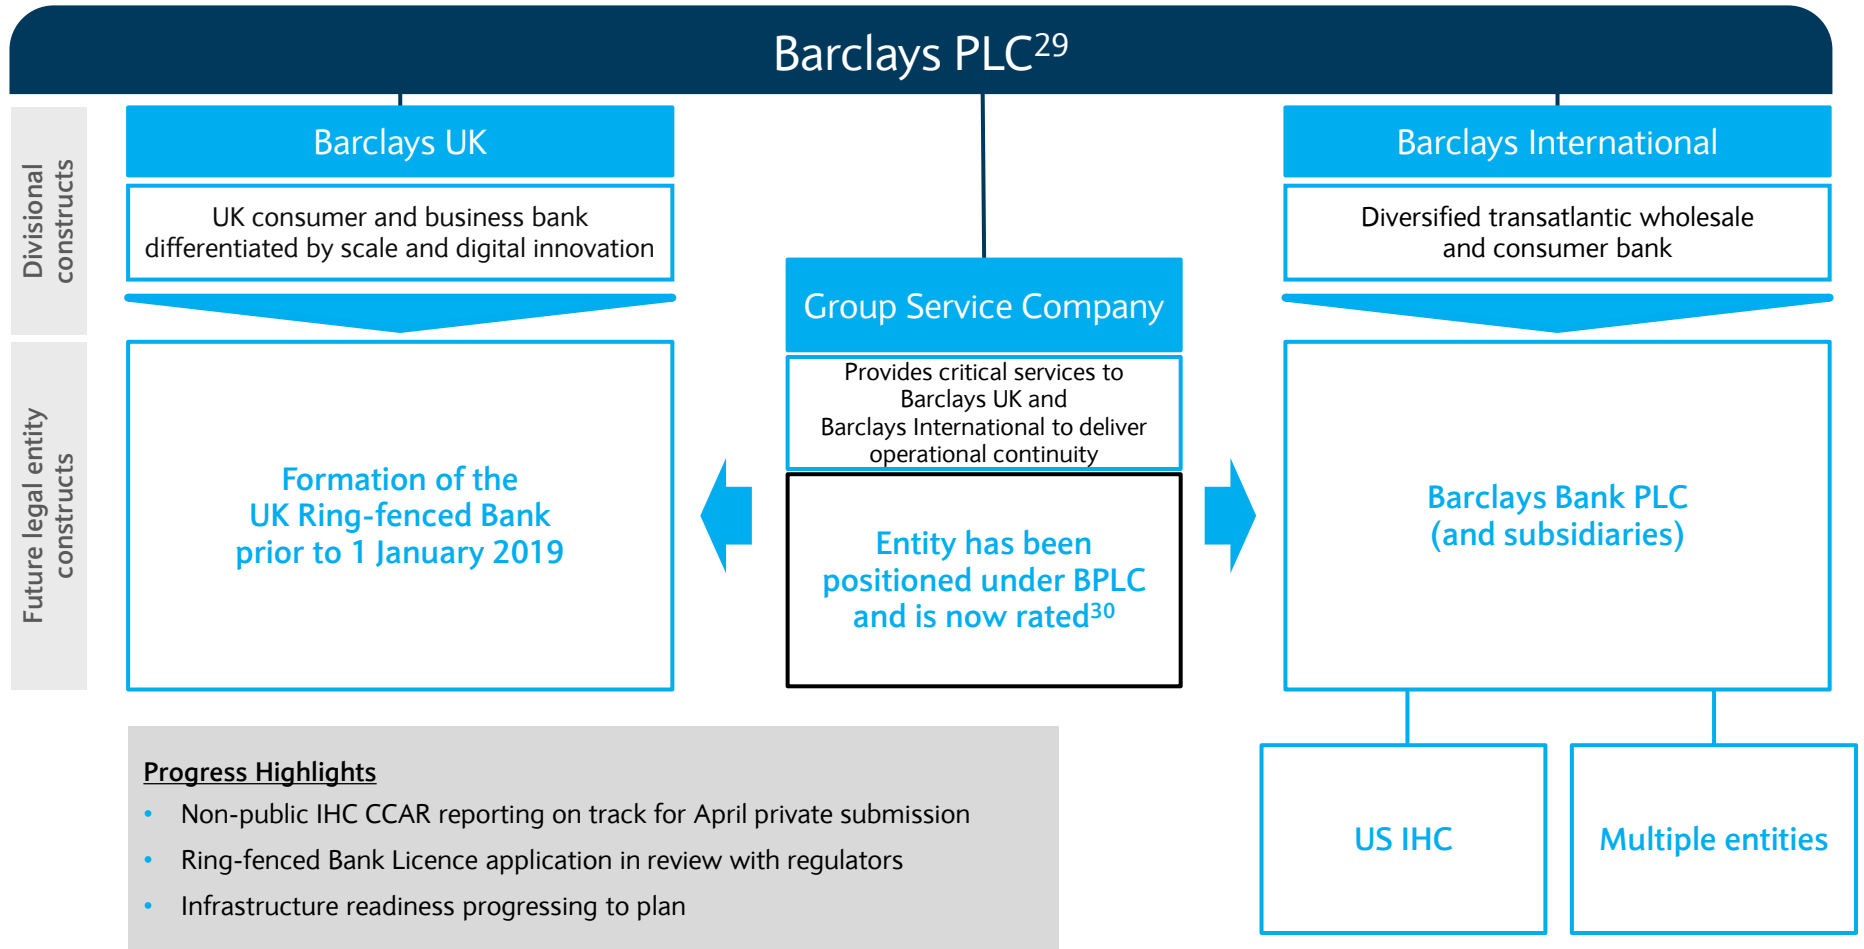 Barclays PLC29
Divisional
constructs
Barclays UK
UK consumer and business bank
differentiated by scale and digital innovation
Barclays International
Diversified transatlantic wholesale
and consumer bank
Group Service Company
Provides critical services to
Barclays UK and
Barclays International to deliver
operational continuity
Future legal entity
constructs
Formation of the
UK Ring-fenced Bank
prior to 1 January 2019
Entity has been
positioned under BPLC
and is now rated30
Barclays Bank PLC
(and subsidiaries)
Progress Highlights
• Non-public IHC CCAR reporting on track for April private submission
• Ring-fenced Bank Licence application in review with regulators
• Infrastructure readiness progressing to plan
US IHC
Multiple entities